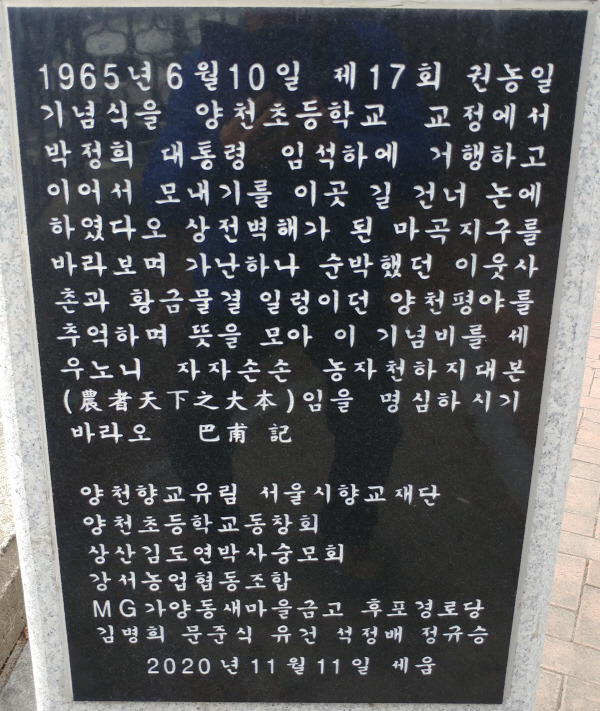 1965년 6월 10일 제17회 권농일
기념식을 양천초등학교 교정에서
박정희 대통령 임석하에 거행하고
이어서 모내기를 이곳 길 건너 논에
하였다오 상전벽해가 된 마곡지구를
바라보며 가난하나 순박했던 이웃사
촌과 황금물결 일렁이던 양천평야를
추억하며 뜻을 모아 이 기념비를 세
우노니 자자손손 농자천하지대본
(農者天下之大本)임을 명심하시기
바라오 巴甫 記
양천향교유림 서울시향교재단
양천초등학교동창회
상산김도연박사숭모회
강서농업협동조합
MG가양동새마을금고 후포경로당
김병희 문준식 유건 석정배 정규승
2020년 11월 11일 세움